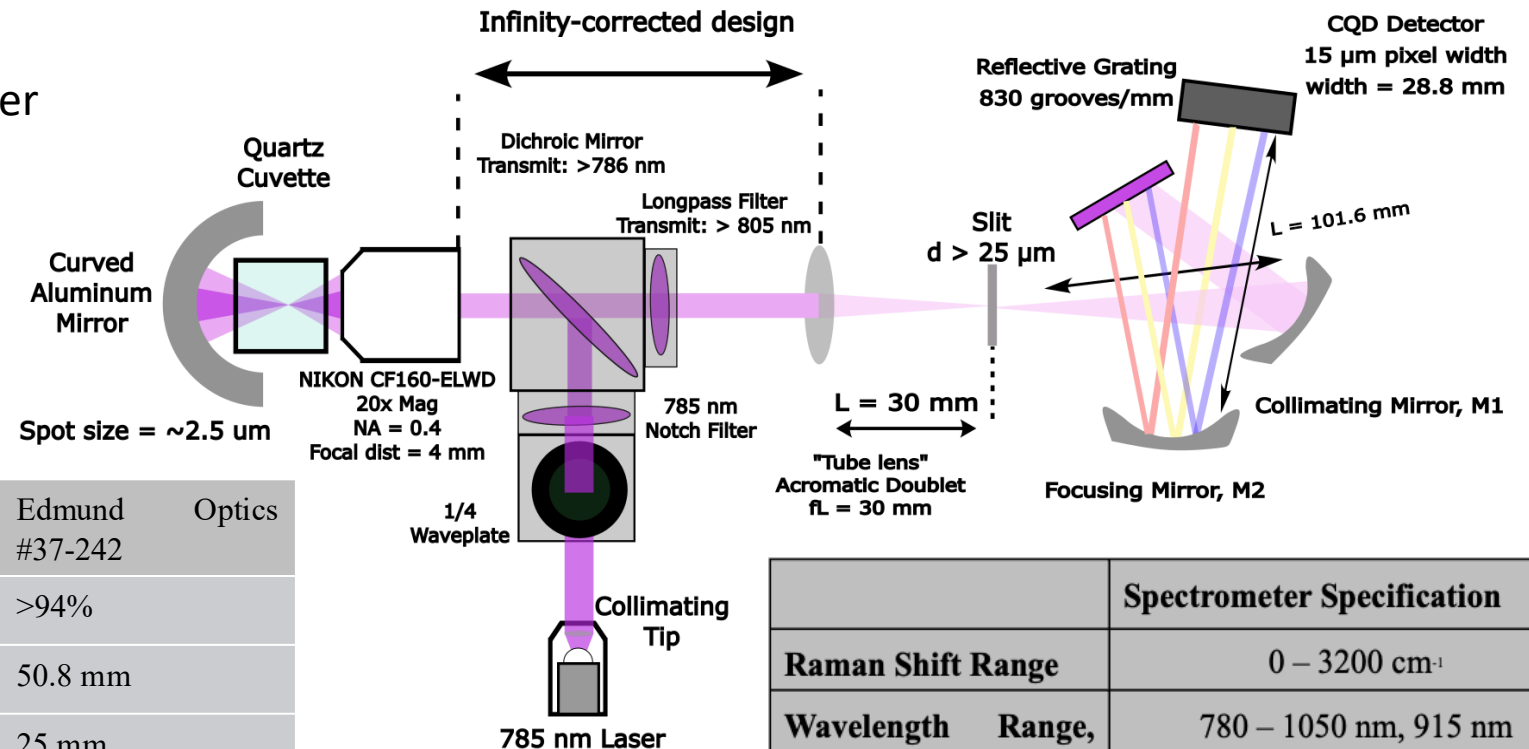 er
Infinity-corrected design
CQD Detector
15 µm pixel width
width = 28.8 mm
Reflective Grating
830 grooves/mm
Quartz
Cuvette
Dichroic Mirror
Transmit: >786 nm
Longpass Filter
Transmit: > 805 nm
Slit
d > 25 µm
L = 101.6 mm
Curved
Aluminum
Mirror
NIKON CF160-ELWD
20x Mag
NA = 0.4
Focal dist = 4 mm
785 nm
Notch Filter
L = 30 mm
Collimating Mirror, M1
Spot size = ~2.5 um
"Tube lens"
Acromatic Doublet
fL = 30 mm
Focusing Mirror, M2
1/4
Waveplate
Collimating
Tip
785 nm Laser
Edmund Optics
#37-242
>94%
50.8 mm
25 mm
Spectrometer Specification
Raman Shift Range 0 – 3200 cm-1
Wavelength Range, 780 – 1050 nm, 915 nm